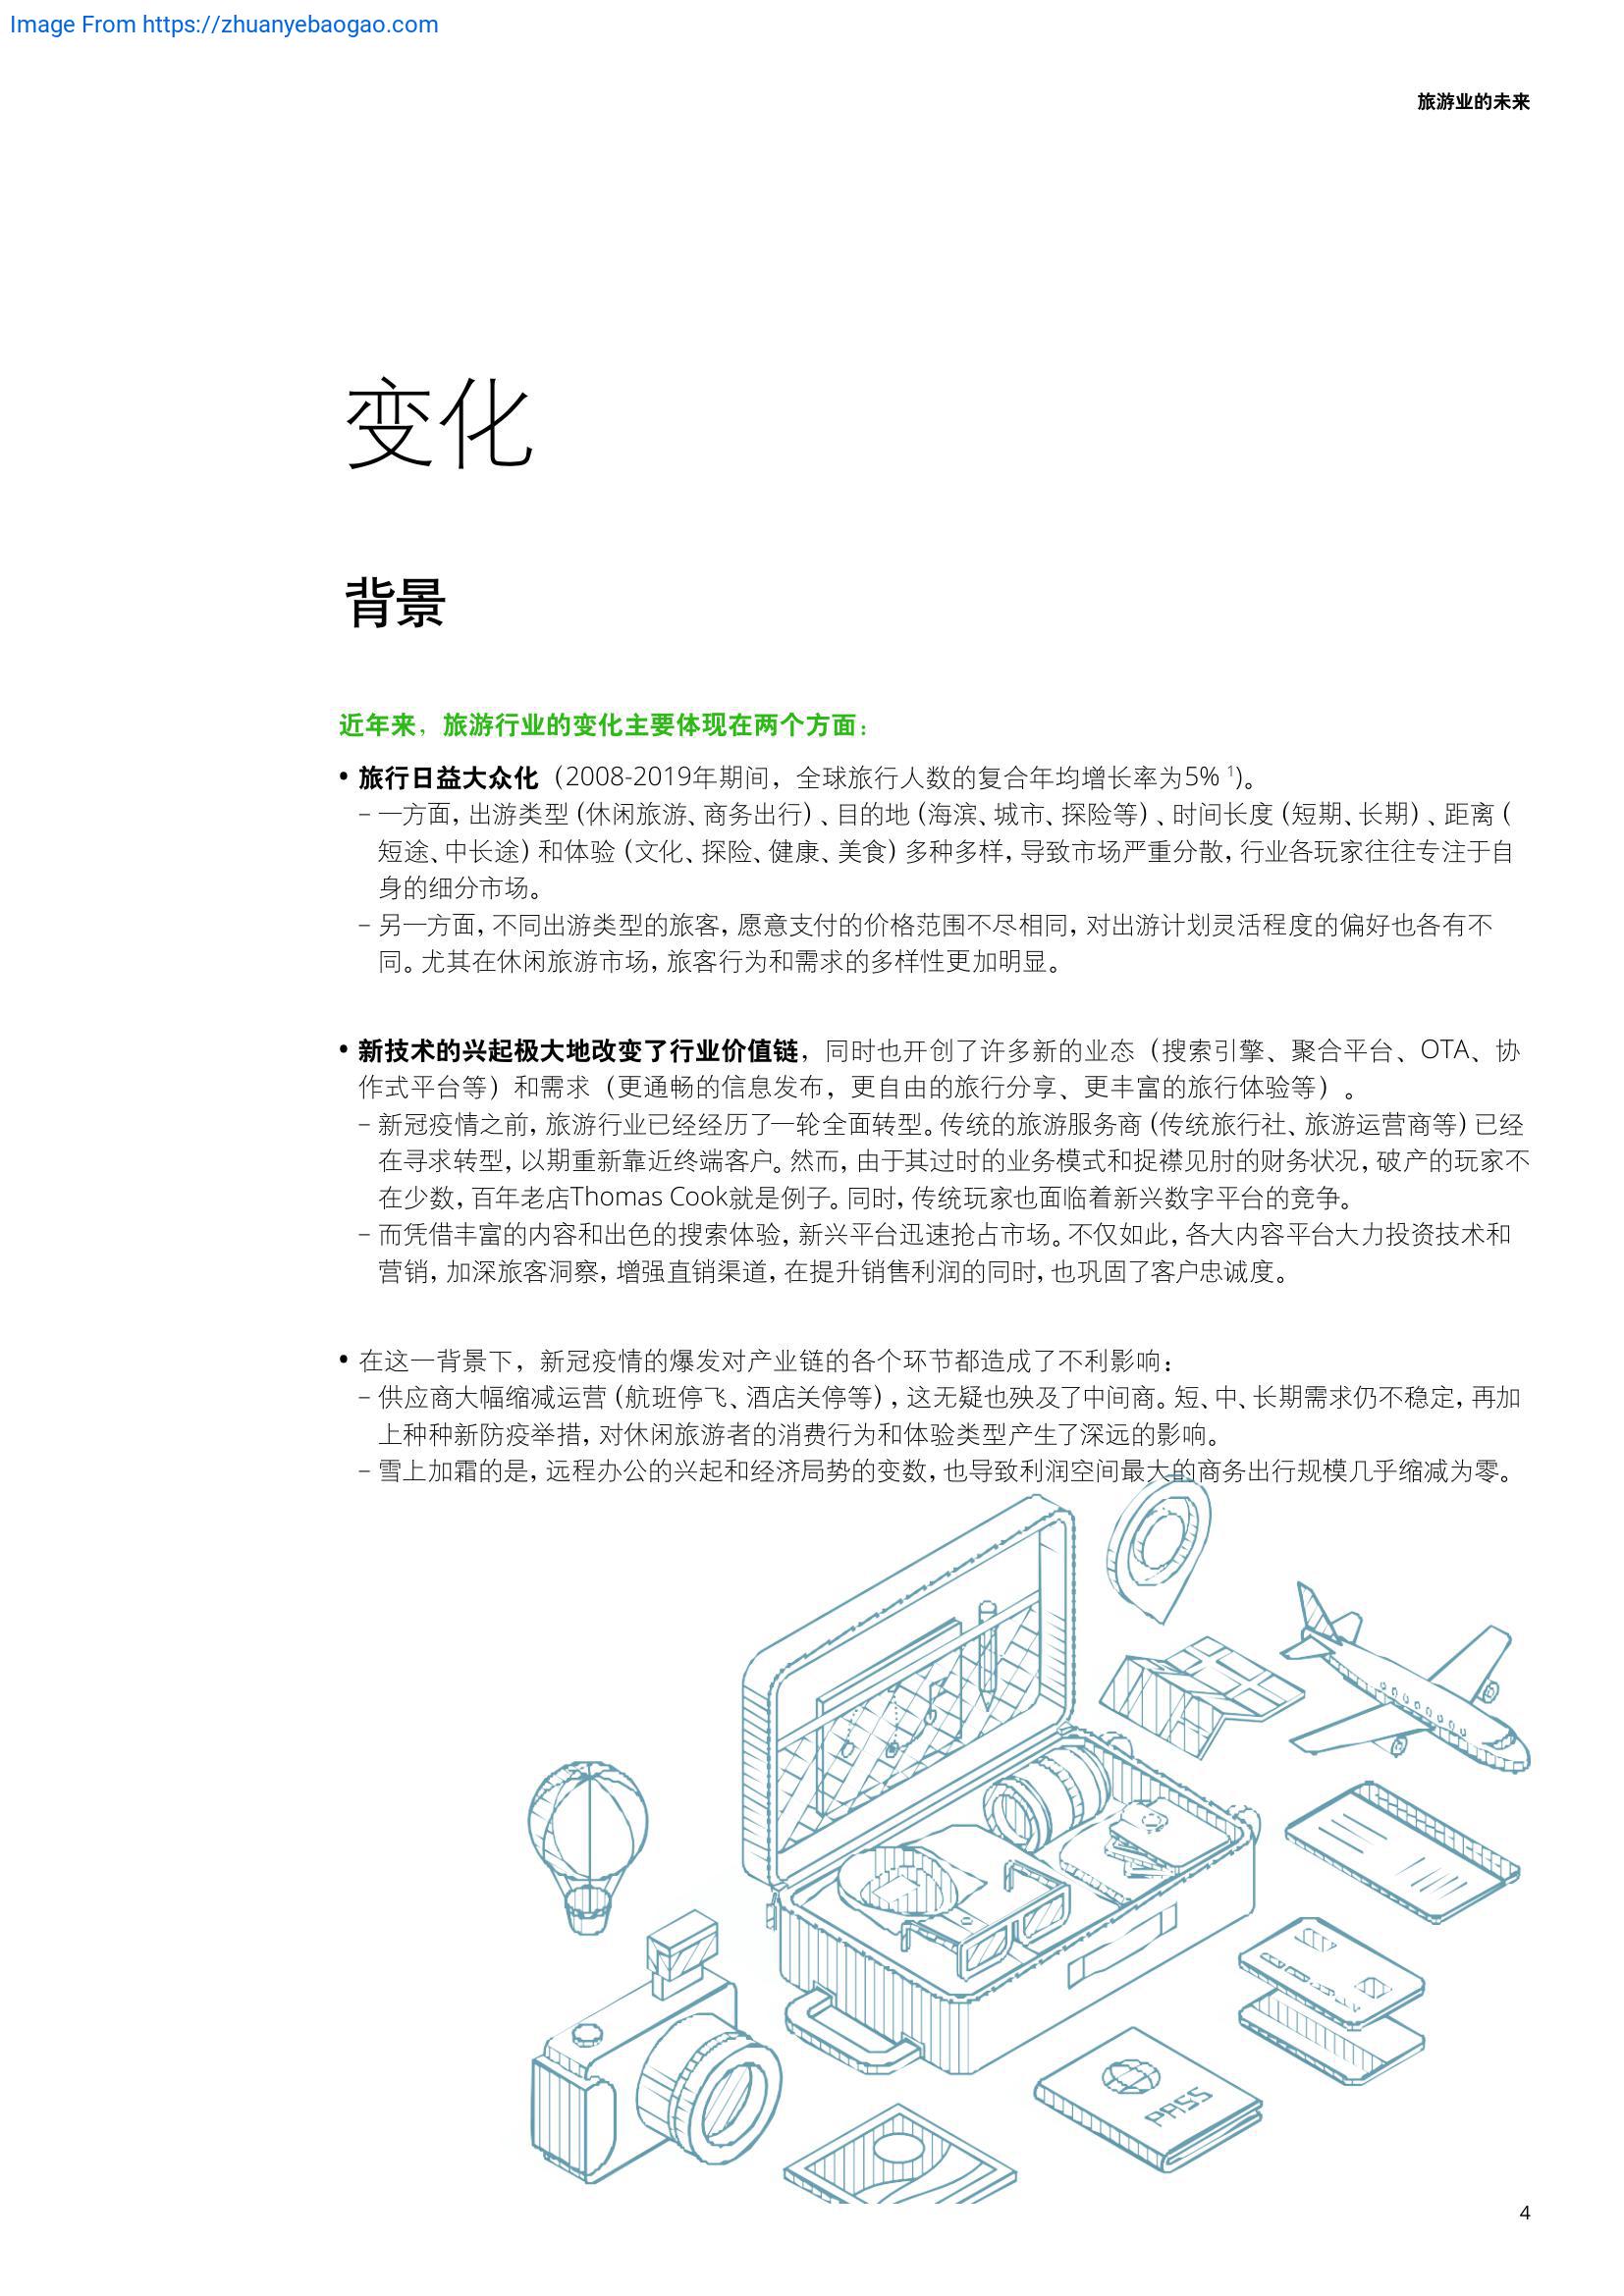 Image From https://zhuanyebaogao.com
旅游业的未来
变化
背景
近年来，旅游行业的变化主要体现在两个方面：
• 旅行日益大众化（2008-2019年期间，全球旅行人数的复合年均增长率为5% ¹)。
– 一方面，出游类型（休闲旅游、商务出行）、目的地（海滨、城市、探险等）、时间长度（短期、长期）、距离（
短途、中长途）和体验（文化、探险、健康、美食）多种多样，导致市场严重分散，行业各玩家往往专注于自
身的细分市场。
– 另一方面，不同出游类型的旅客，愿意支付的价格范围不尽相同，对出游计划灵活程度的偏好也各有不
同。尤其在休闲旅游市场，旅客行为和需求的多样性更加明显。
• 新技术的兴起极大地改变了行业价值链，同时也开创了许多新的业态（搜索引擎、聚合平台、OTA、协
作式平台等）和需求（更通畅的信息发布，更自由的旅行分享、更丰富的旅行体验等）。
– 新冠疫情之前，旅游行业已经经历了一轮全面转型。传统的旅游服务商（传统旅行社、旅游运营商等）已经
在寻求转型，以期重新靠近终端客户。然而，由于其过时的业务模式和捉襟见肘的财务状况，破产的玩家不
在少数，百年老店Thomas Cook就是例子。同时，传统玩家也面临着新兴数字平台的竞争。
– 而凭借丰富的内容和出色的搜索体验，新兴平台迅速抢占市场。不仅如此，各大内容平台大力投资技术和
营销，加深旅客洞察，增强直销渠道，在提升销售利润的同时，也巩固了客户忠诚度。
• 在这一背景下，新冠疫情的爆发对产业链的各个环节都造成了不利影响：
– 供应商大幅缩减运营（航班停飞、酒店关停等），这无疑也殃及了中间商。短、中、长期需求仍不稳定，再加
上种种新防疫举措，对休闲旅游者的消费行为和体验类型产生了深远的影响。
– 雪上加霜的是，远程办公的兴起和经济局势的变数，也导致利润空间最大的商务出行规模几乎缩减为零。
PASS
4